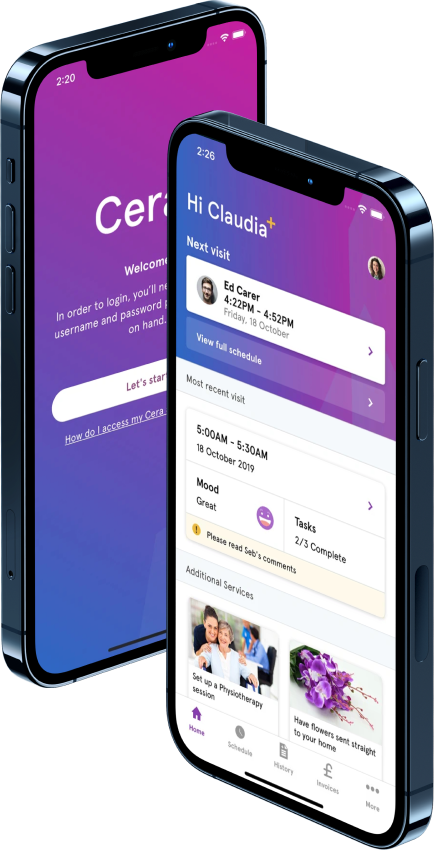 2:20
Cera
Welcome
In order to login, you'll ne
username and password p
on hand.
Let's star
How do I access my Cera
2:26
Hi Claudia+
Next visit
Ed Carer
4:22PM - 4:52PM
Friday, 18 October
View full schedule
Most recent visit
5:00AM - 5:30AM
18 October 2019
Mood
Great
Tasks
2/3 Complete
! Please read Seb's comments
Additional Services
Set up a Physiotherapy
session
Have flowers sent straight
to your home
Home
Schedule
History
£
Invoices
More